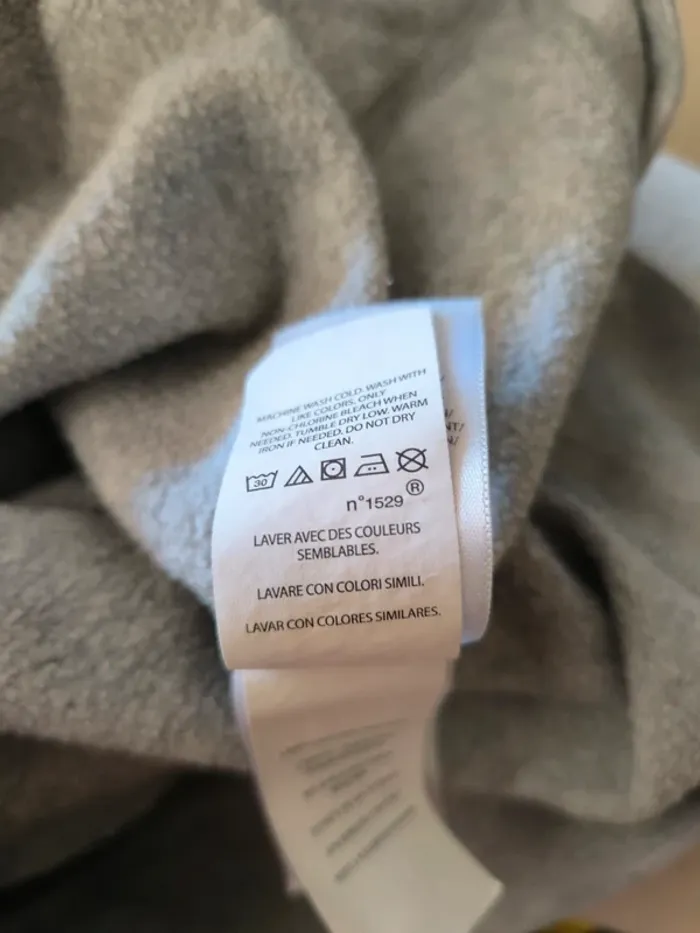 MACHINE WASH COLD. WASH WITH
LIKE COLORS. ONLY
NON-CHLORINE BLEACH WHEN
NEEDED. TUMBLE DRY LOW. WARM
IRON IF NEEDED. DO NOT DRY
CLEAN.
30°
n°1529 ®
LAVER AVEC DES COULEURS
SEMBLABLES.
LAVARE CON COLORI SIMILI.
LAVAR CON COLORES SIMILARES.